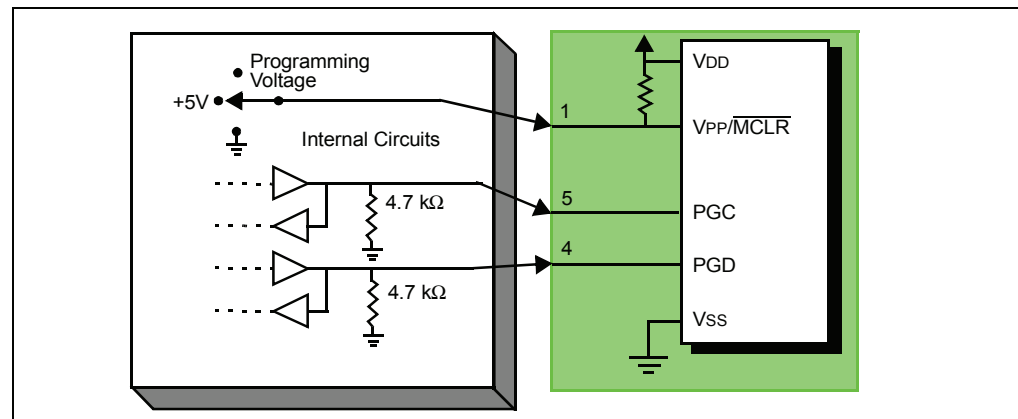 Programming
Voltage
+5V
Internal Circuits
4.7 kΩ
4.7 kΩ
1
5
4
VDD
VPP/MCLR
PGC
PGD
VSS